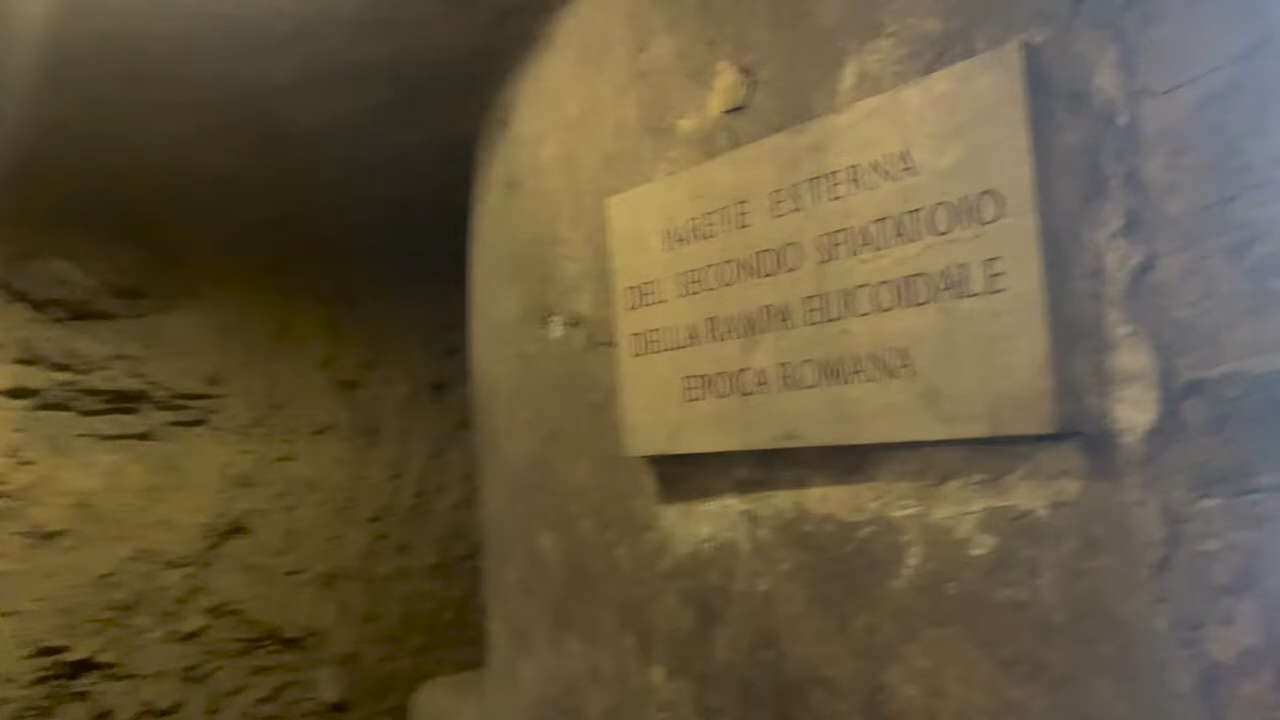 PARETE ESTERNA
DEL SECONDO SFIATATOIO
DELLA RAMPA ELICOIDALE
EPOCA ROMANA